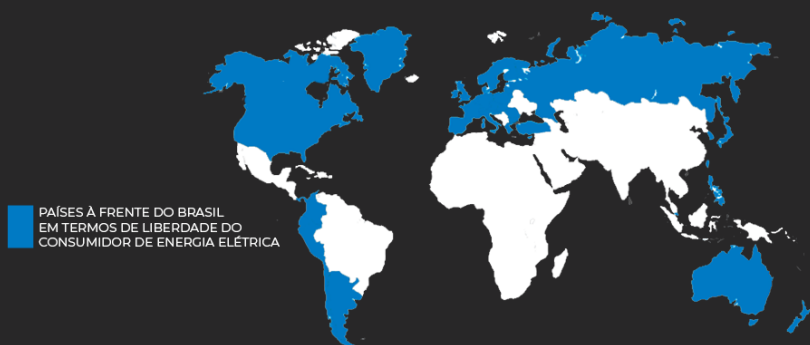 PAÍSES À FRENTE DO BRASIL
EM TERMOS DE LIBERDADE DO
CONSUMIDOR DE ENERGIA ELÉTRICA